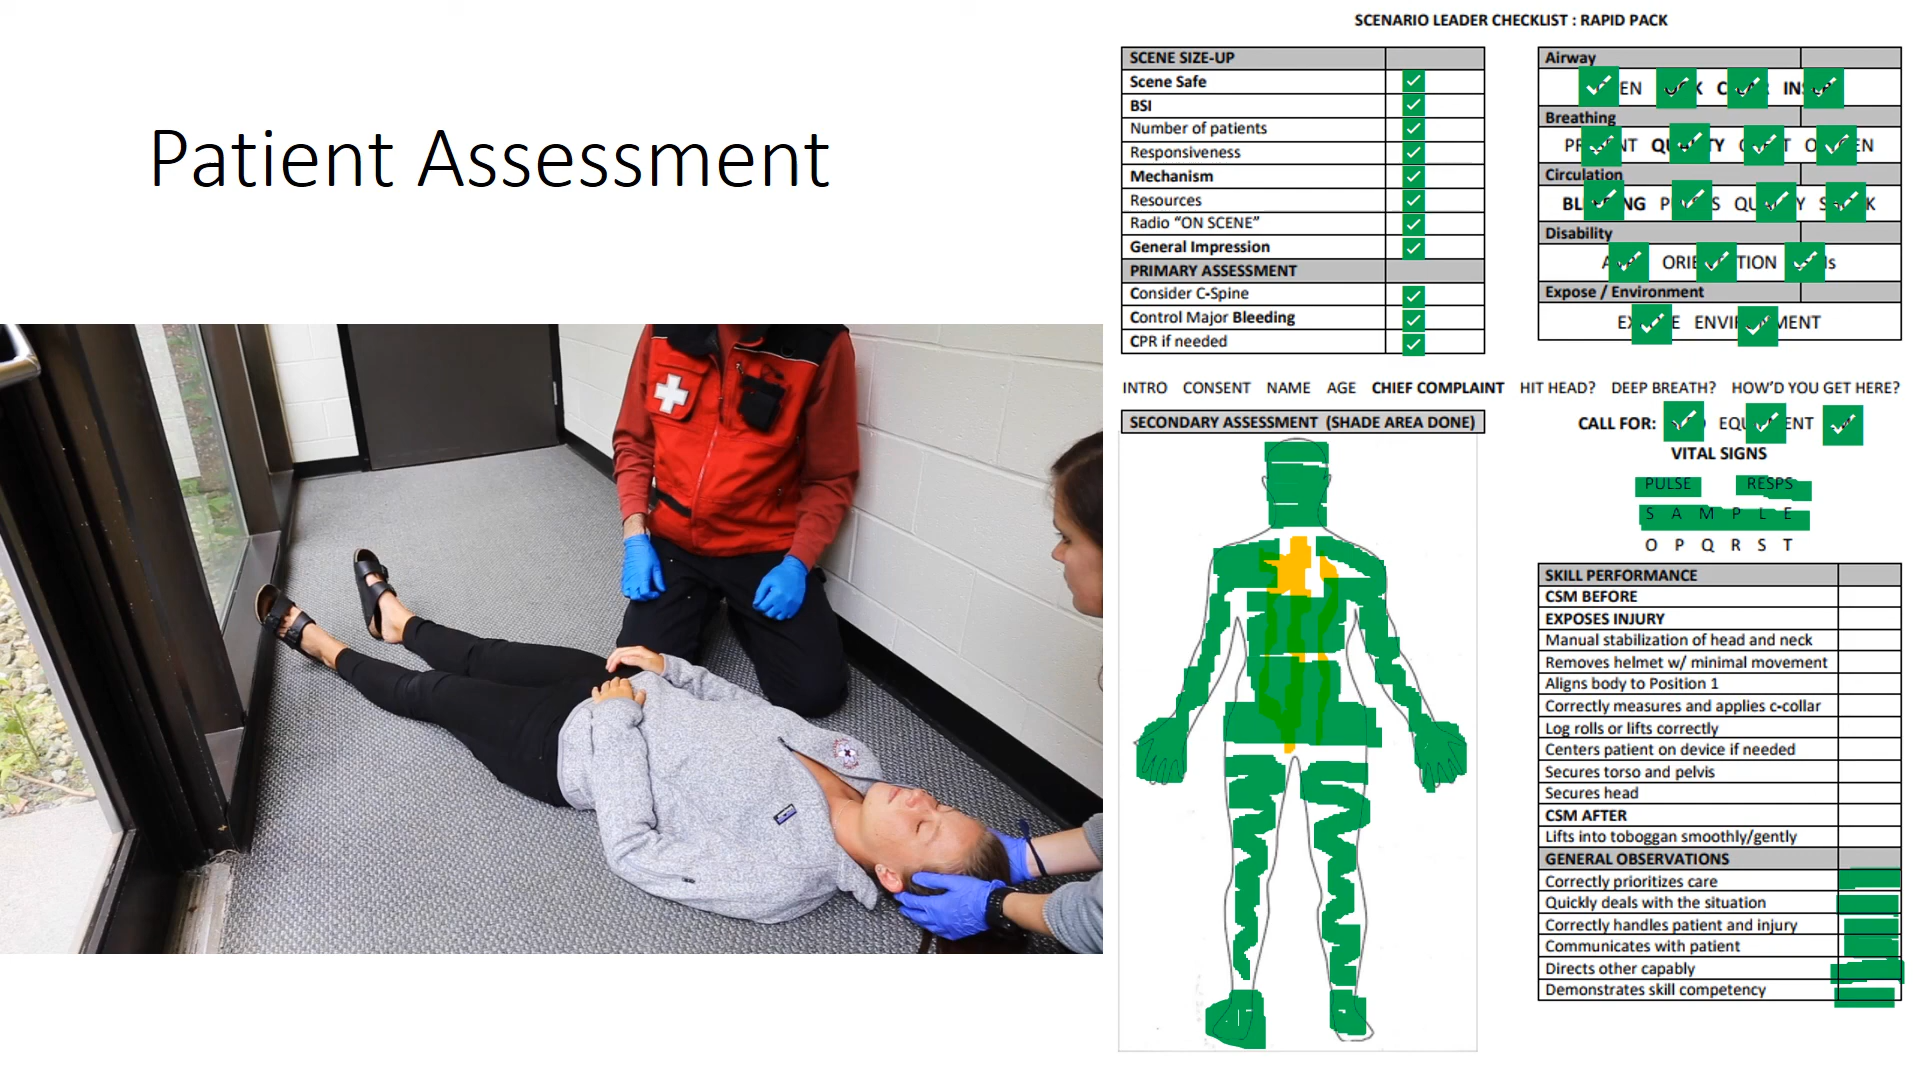 Patient Assessment
SCENARIO LEADER CHECKLIST : RAPID PACK
SCENE SIZE-UP
Scene Safe
BSI
Number of patients
Responsiveness
Mechanism
Resources
Radio “ON SCENE”
General Impression
PRIMARY ASSESSMENT
Consider C-Spine
Control Major Bleeding
CPR if needed
Airway
Breathing
Circulation
Disability
Expose / Environment
INTRO CONSENT NAME AGE CHIEF COMPLAINT HIT HEAD? DEEP BREATH? HOW’D YOU GET HERE?
SECONDARY ASSESSMENT (SHADE AREA DONE)
CALL FOR:
VITAL SIGNS
PULSE RESPS
S A M P L E
O P Q R S T
SKILL PERFORMANCE
CSM BEFORE
EXPOSES INJURY
Manual stabilization of head and neck
Removes helmet w/ minimal movement
Aligns body to Position 1
Correctly measures and applies c-collar
Log rolls or lifts correctly
Centers patient on device if needed
Secures torso and pelvis
Secures head
CSM AFTER
Lifts into toboggan smoothly/gently
GENERAL OBSERVATIONS
Correctly prioritizes care
Quickly deals with the situation
Correctly handles patient and injury
Communicates with patient
Directs other capably
Demonstrates skill competency